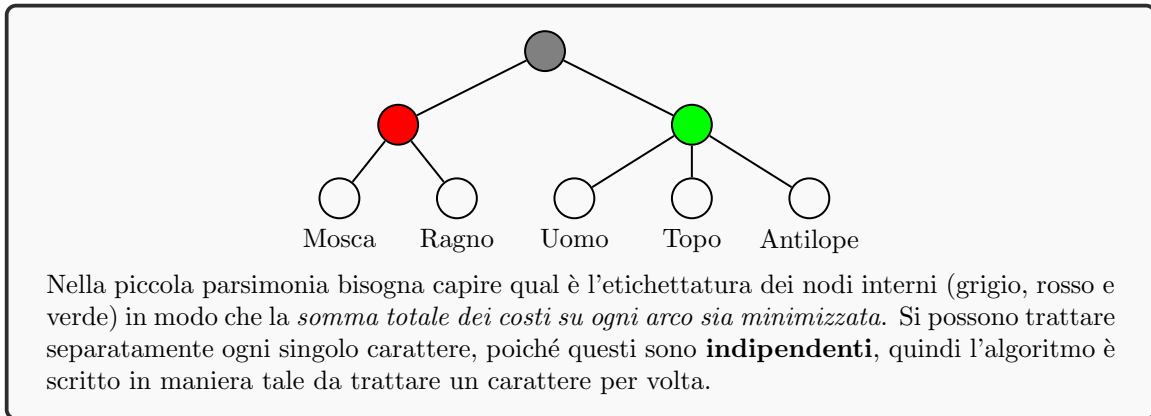 Mosca Ragno Uomo Topo Antilope
Nella piccola parsimonia bisogna capire qual è l'etichettatura dei nodi interni (grigio, rosso e
verde) in modo che la somma totale dei costi su ogni arco sia minimizzata. Si possono trattare
separatamente ogni singolo carattere, poiché questi sono indipendenti, quindi l'algoritmo è
scritto in maniera tale da trattare un carattere per volta.